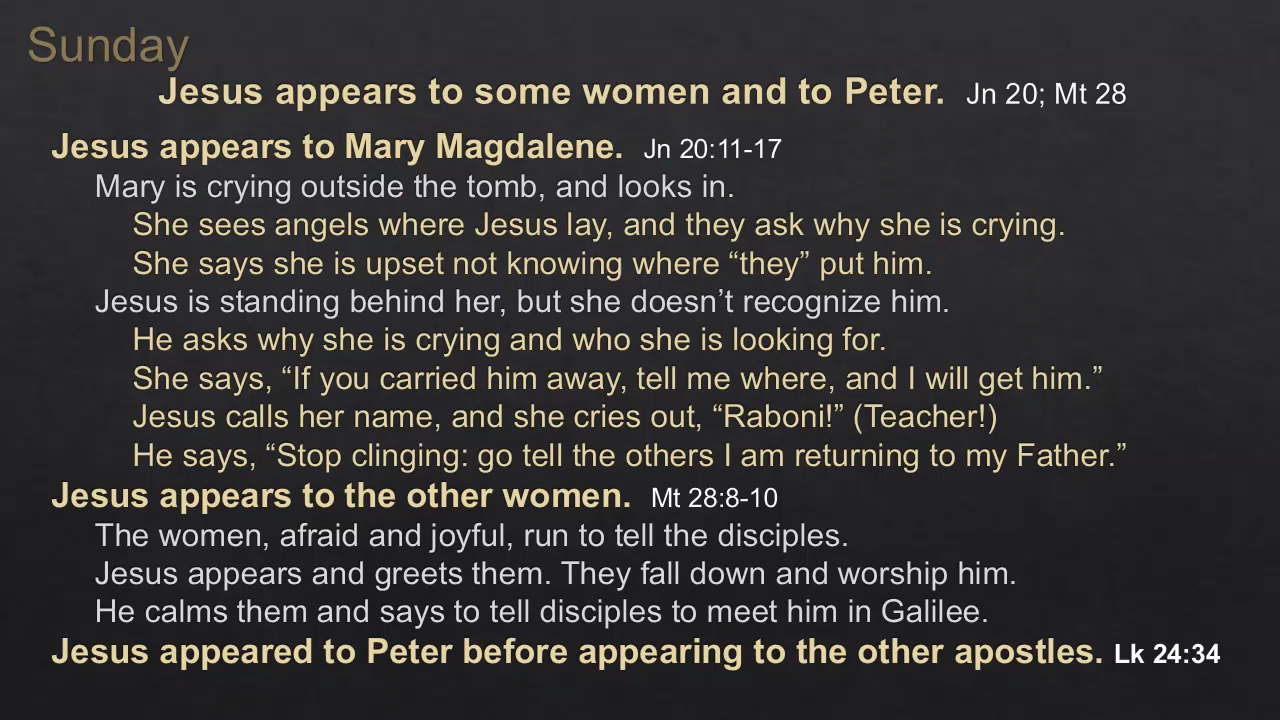 Sunday
Jesus appears to some women and to Peter. Jn 20; Mt 28
Jesus appears to Mary Magdalene. Jn 20:11-17
Mary is crying outside the tomb, and looks in.
She sees angels where Jesus lay, and they ask why she is crying.
She says she is upset not knowing where “they” put him.
Jesus is standing behind her, but she doesn’t recognize him.
He asks why she is crying and who she is looking for.
She says, “If you carried him away, tell me where, and I will get him.”
Jesus calls her name, and she cries out, “Raboni!” (Teacher!)
He says, “Stop clinging: go tell the others I am returning to my Father.”
Jesus appears to the other women. Mt 28:8-10
The women, afraid and joyful, run to tell the disciples.
Jesus appears and greets them. They fall down and worship him.
He calms them and says to tell disciples to meet him in Galilee.
Jesus appeared to Peter before appearing to the other apostles. Lk 24:34